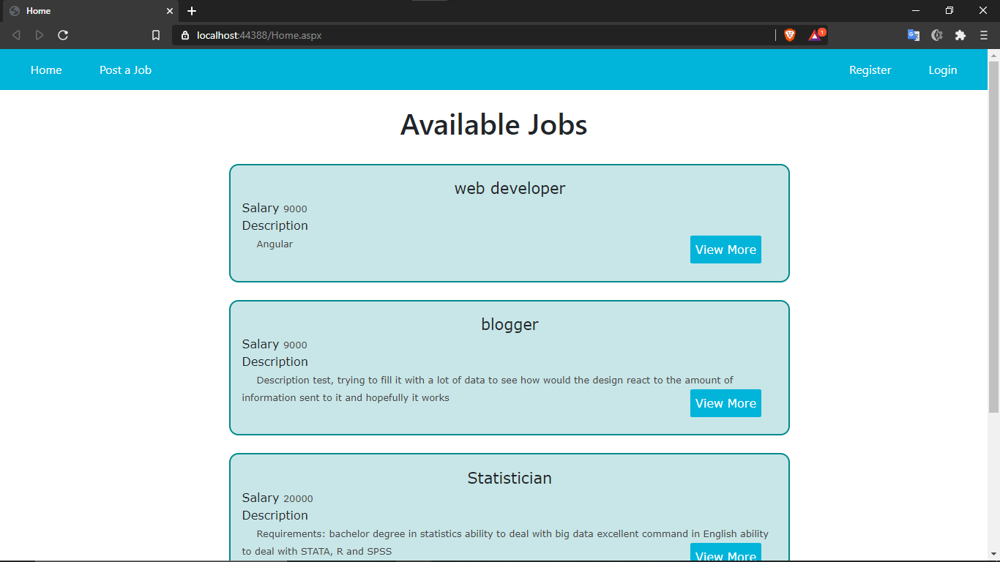 Home
localhost:44388/Home.aspx
1
Home Post a Job Register Login
Available Jobs
web developer
Salary 9000
Description
Angular
View More
blogger
Salary 9000
Description
Description test, trying to fill it with a lot of data to see how would the design react to the amount of
information sent to it and hopefully it works
View More
Statistician
Salary 20000
Description
Requirements: bachelor degree in statistics ability to deal with big data excellent command in English ability
to deal with STATA, R and SPSS
View More